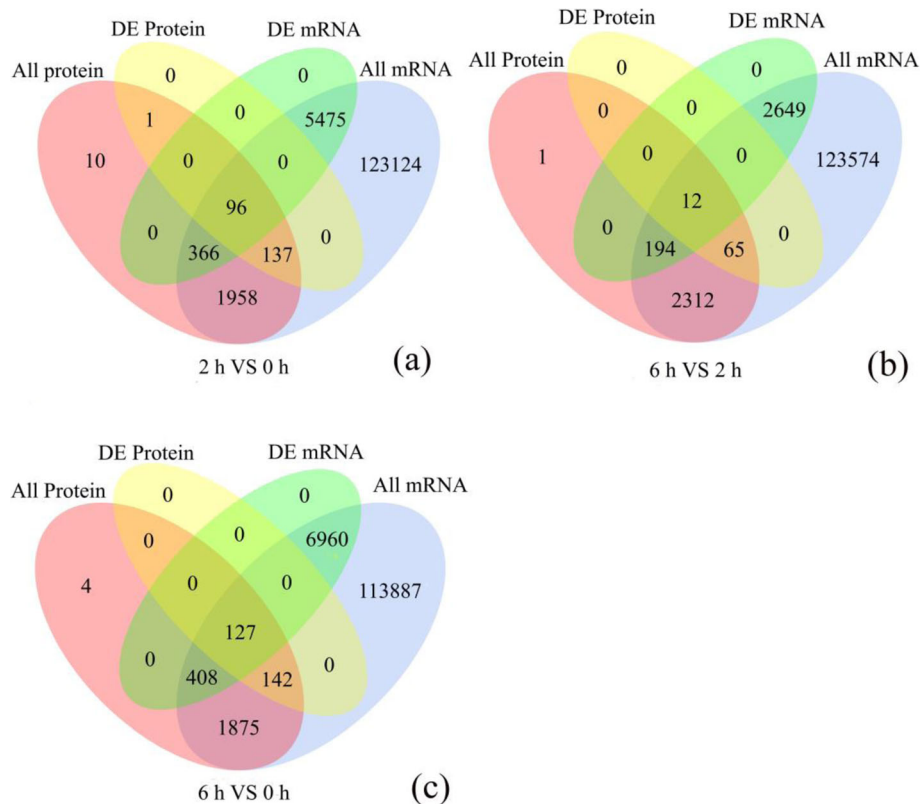 DE Protein DE mRNA
All protein All mRNA
0 0
1 0 5475
10 0 0 123124
96
0 366 137 0
1958
2 h VS 0 h (a)
DE Protein DE mRNA
All Protein All mRNA
0 0
0 0 2649
1 0 0 123574
12
0 194 65 0
2312
6 h VS 2 h (b)
DE Protein DE mRNA
All Protein All mRNA
0 0
0 0 6960
4 0 0 113887
127
0 408 142 0
1875
6 h VS 0 h (c)